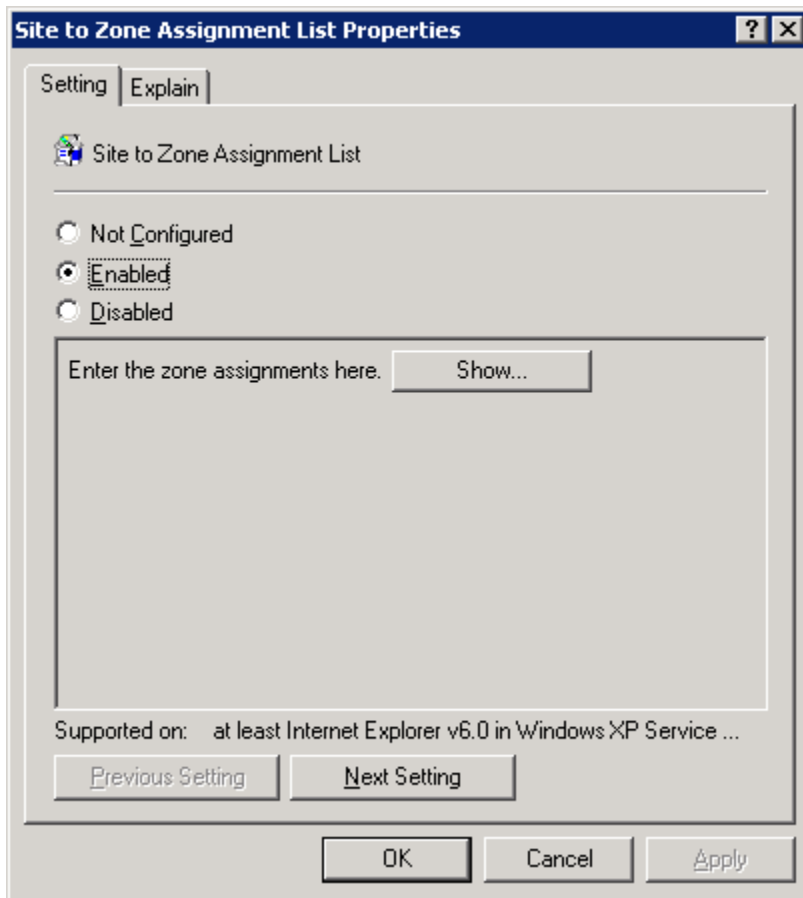 Site to Zone Assignment List Properties
Setting
Explain
Site to Zone Assignment List
Not Configured
Enabled
Disabled
Enter the zone assignments here.
Show...
Supported on: at least Internet Explorer v6.0 in Windows XP Service ...
Previous Setting
Next Setting
OK
Cancel
Apply